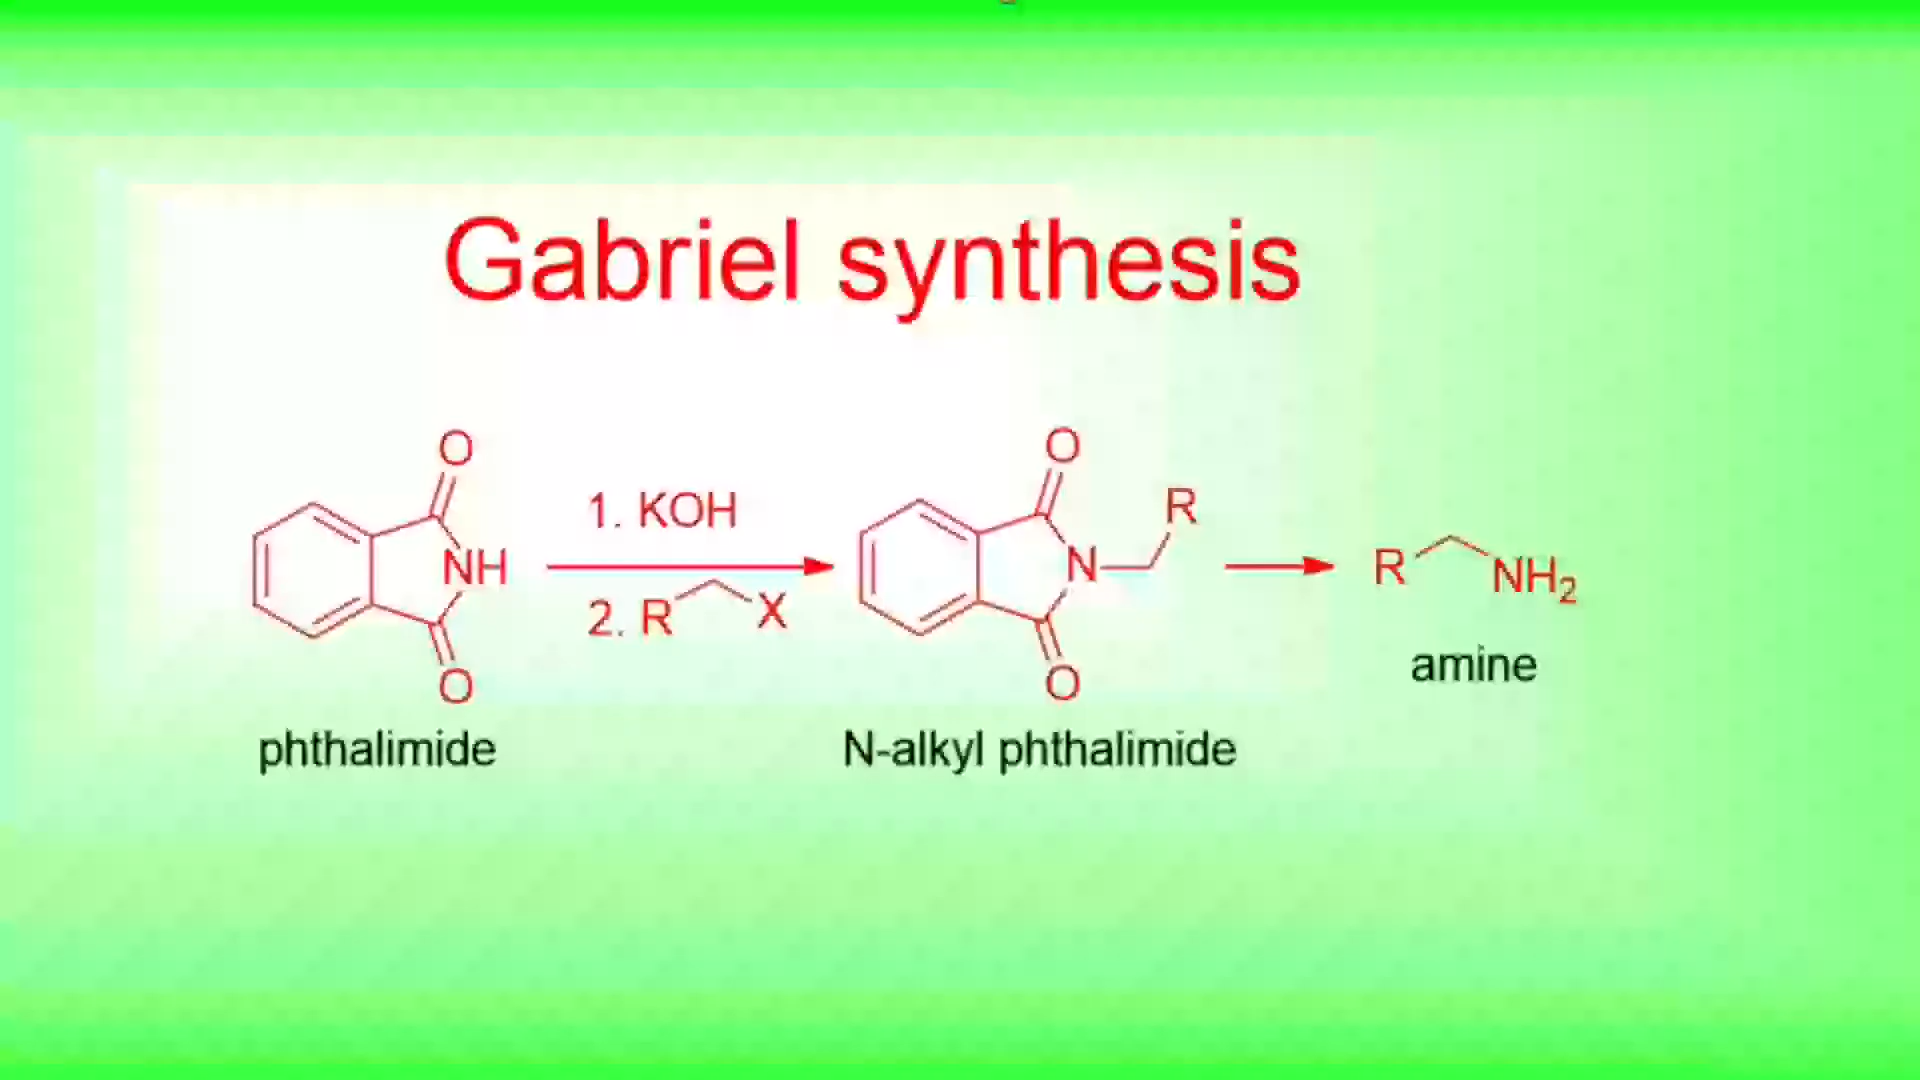 Gabriel synthesis
O
NH
O
1. KOH
2. R X
O
N
R
O
R NH₂
phthalimide
N-alkyl phthalimide
amine